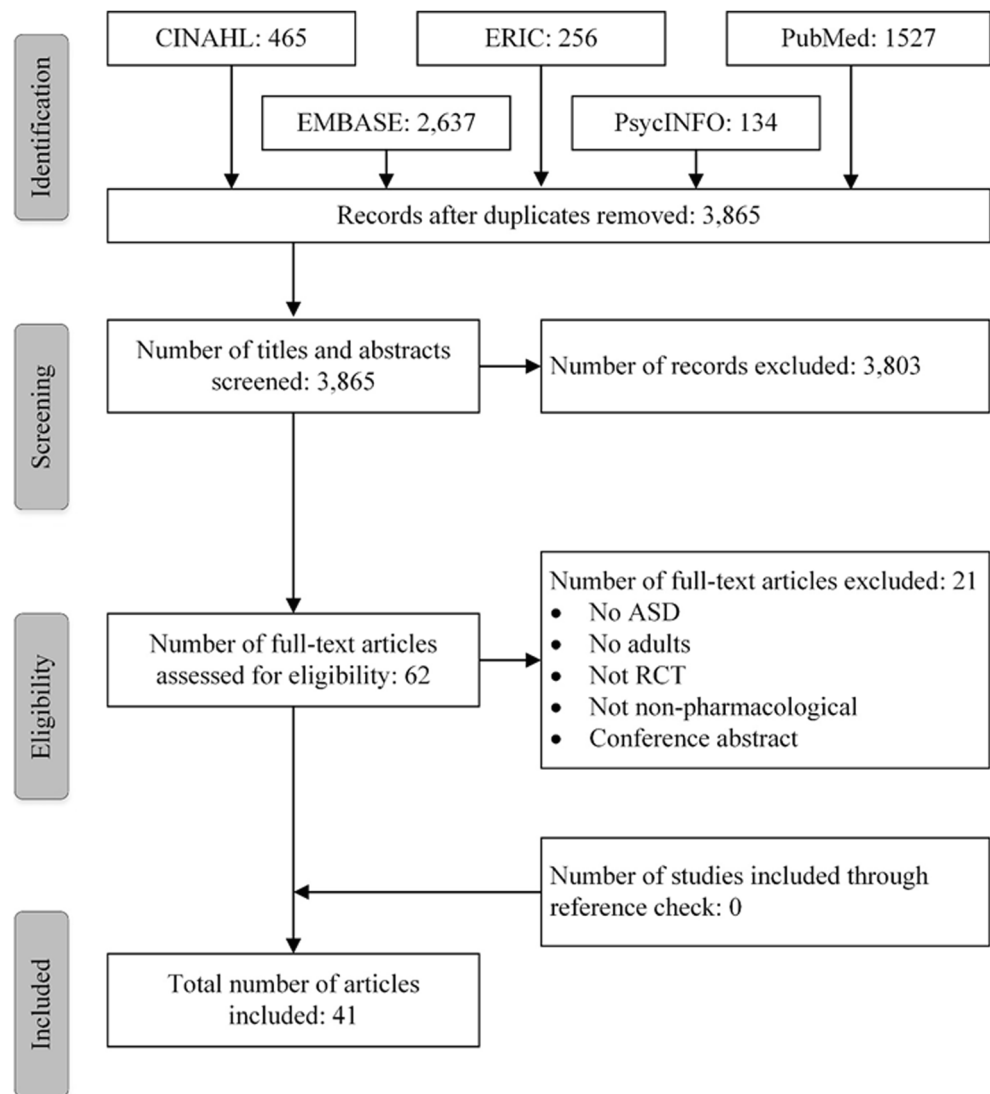 CINAHL: 465
ERIC: 256
PubMed: 1527
EMBASE: 2,637
PsycINFO: 134
Identification
Records after duplicates removed: 3,865
Screening
Number of titles and abstracts
screened: 3,865
Number of records excluded: 3,803
Eligibility
Number of full-text articles
assessed for eligibility: 62
Number of full-text articles excluded: 21
• No ASD
• No adults
• Not RCT
• Not non-pharmacological
• Conference abstract
Number of studies included through
reference check: 0
Included
Total number of articles
included: 41